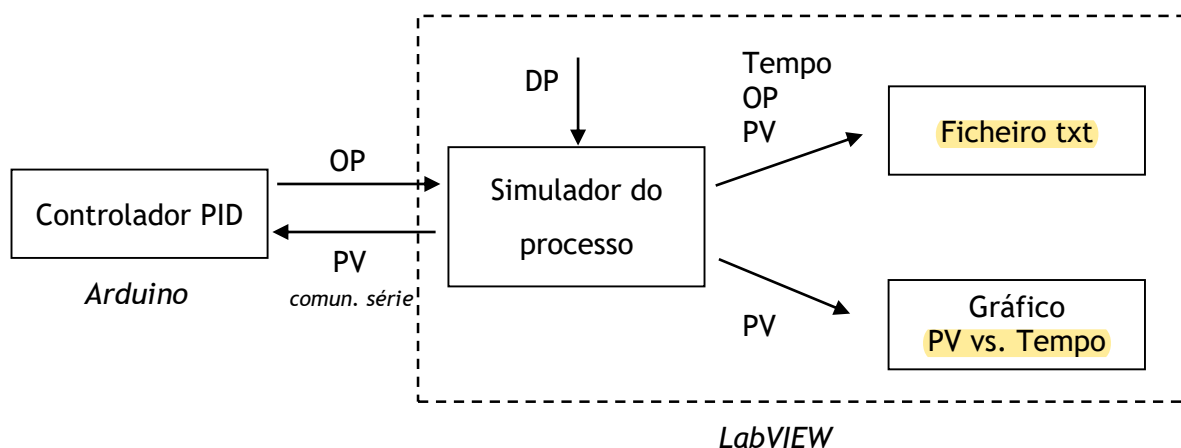 DP
Tempo
OP
PV
Ficheiro txt
OP
Controlador PID
Simulador do
processo
PV
comun. série
Arduino
PV
Gráfico
PV vs. Tempo
LabVIEW